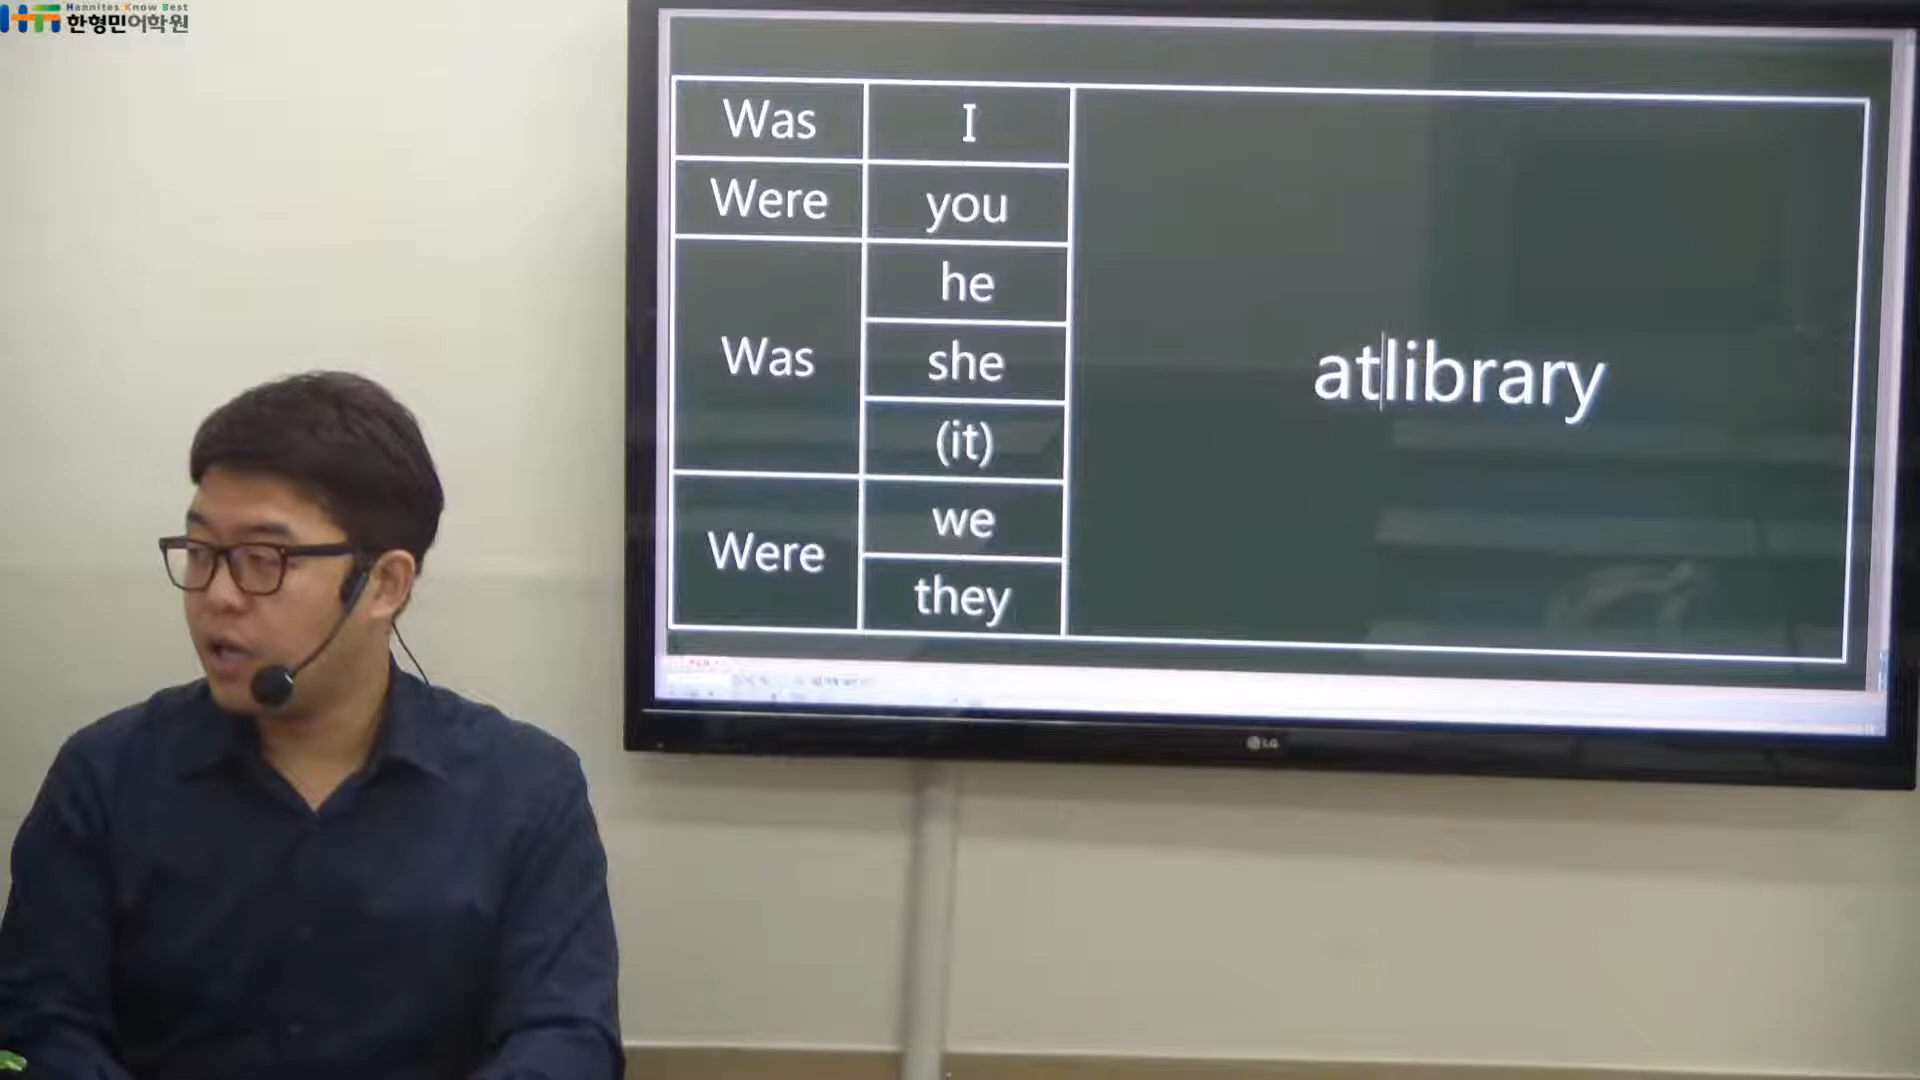 Hannites Know Best
한형민어학원
Was I
Were you
he
Was she
(it)
we
Were
they
atlibrary
LG